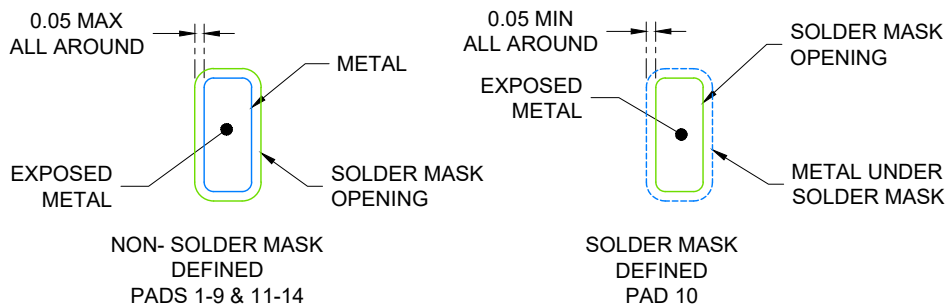 0.05 MAX
ALL AROUND
METAL
EXPOSED
METAL
SOLDER MASK
OPENING
NON- SOLDER MASK
DEFINED
PADS 1-9 & 11-14
0.05 MIN
ALL AROUND
SOLDER MASK
OPENING
EXPOSED
METAL
METAL UNDER
SOLDER MASK
SOLDER MASK
DEFINED
PAD 10